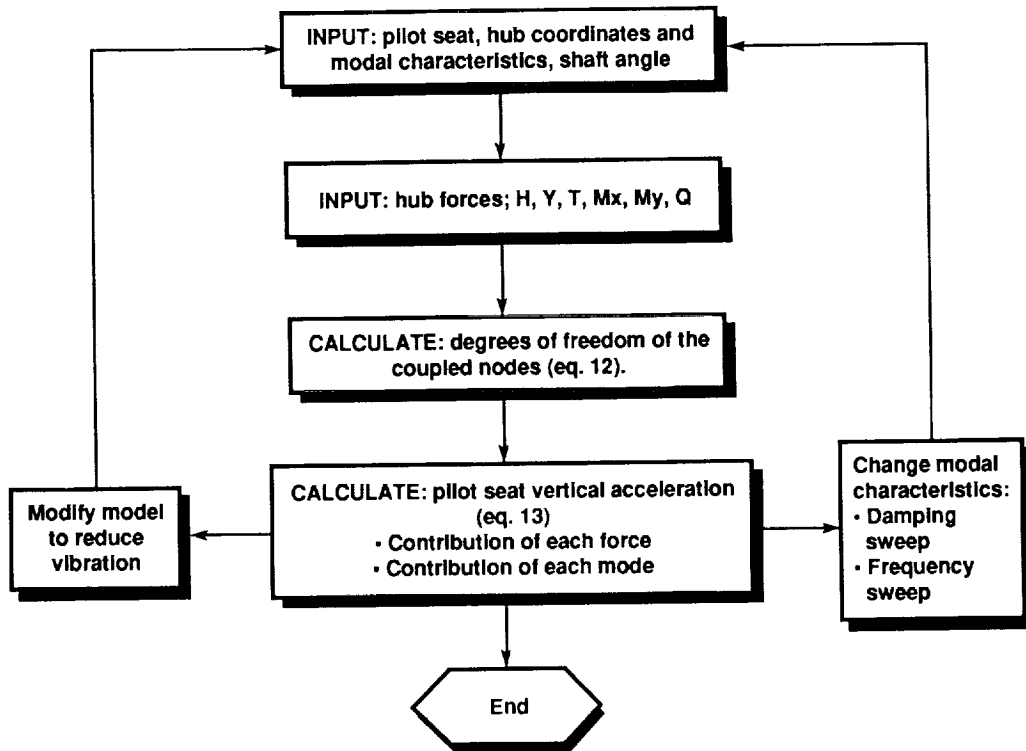 INPUT: pilot seat, hub coordinates and
modal characteristics, shaft angle
INPUT: hub forces; H, Y, T, Mx, My, Q
CALCULATE: degrees of freedom of the
coupled nodes (eq. 12).
CALCULATE: pilot seat vertical acceleration
(eq. 13)
• Contribution of each force
• Contribution of each mode
Modify model
to reduce
vibration
Change modal
characteristics:
• Damping
sweep
• Frequency
sweep
End